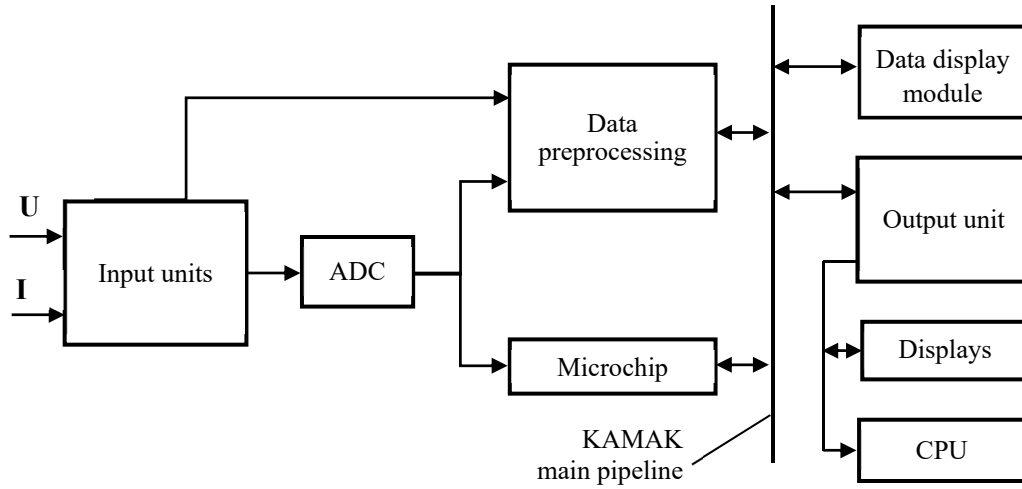 U
I
Input units
ADC
Data
preprocessing
Microchip
KAMAK
main pipeline
Data display
module
Output unit
Displays
CPU